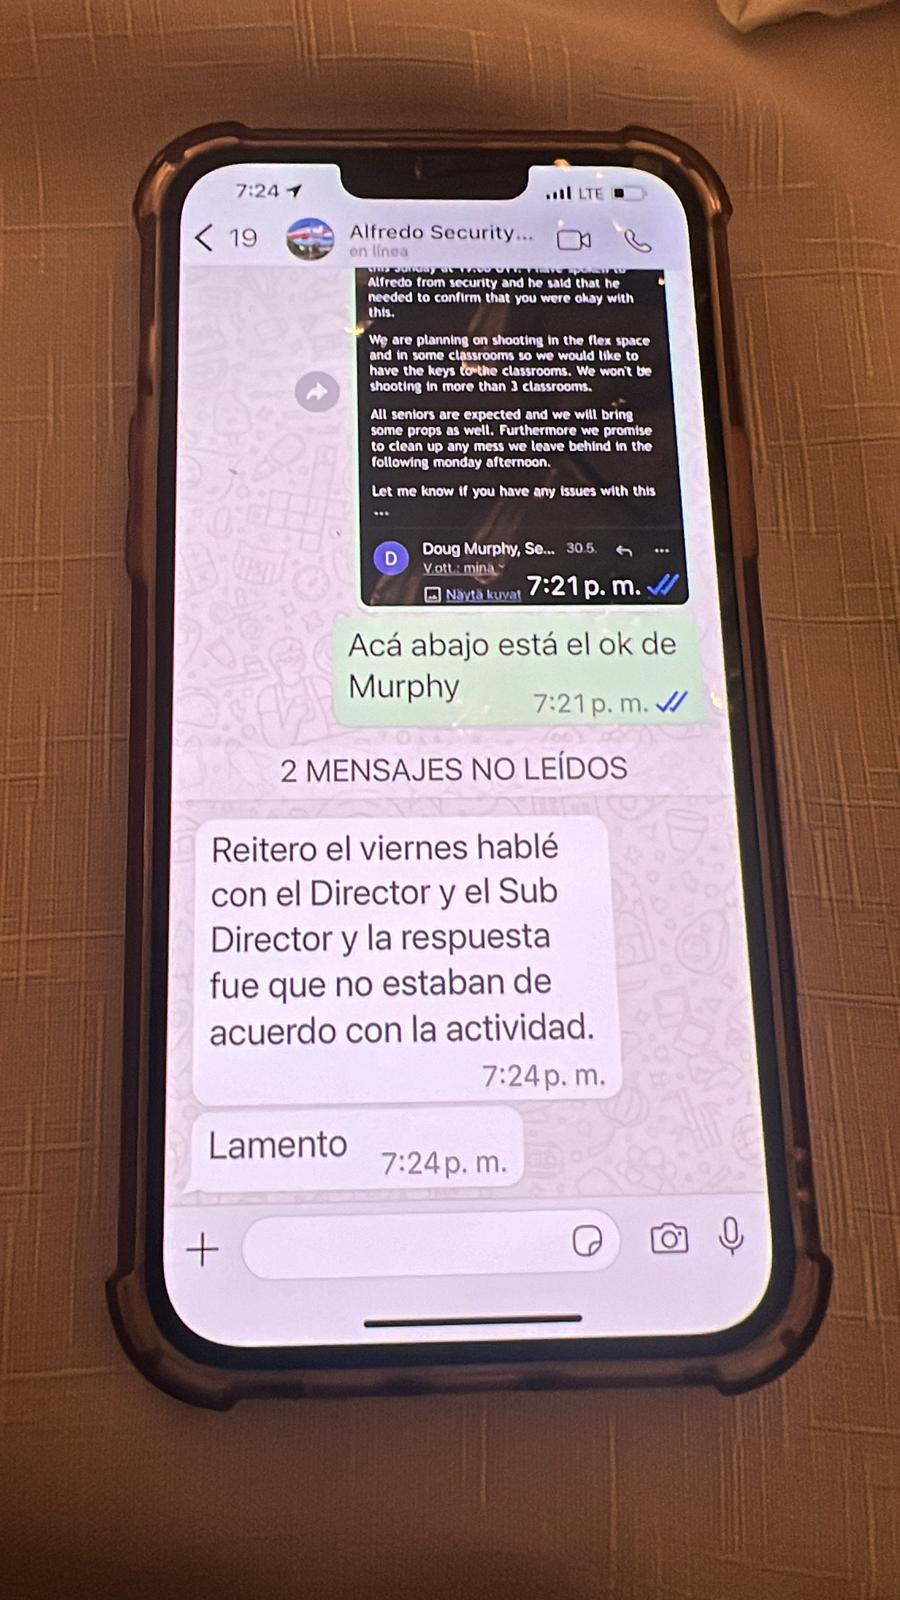 7:24
LTE
19
Alfredo Security...
en línea
this Sunday at
Alfredo from security and he said that he
needed to confirm that you were okay with
this.
We are planning on shooting in the flex space
and in some classrooms so we would like to
have the keys to the classrooms. We won't be
shooting in more than 3 classrooms.
All seniors are expected and we will bring
some props as well. Furthermore we promise
to clean up any mess we leave behind in the
following monday afternoon.
Let me know if you have any issues with this
...
D
Doug Murphy, Se... 30.5.
V.ott.: minä
Näytä kuvat
7:21 p. m.
Acá abajo está el ok de
Murphy
7:21 p. m.
2 MENSAJES NO LEÍDOS
Reitero el viernes hablé
con el Director y el Sub
Director y la respuesta
fue que no estaban de
acuerdo con la actividad.
7:24 p. m.
Lamento
7:24 p. m.